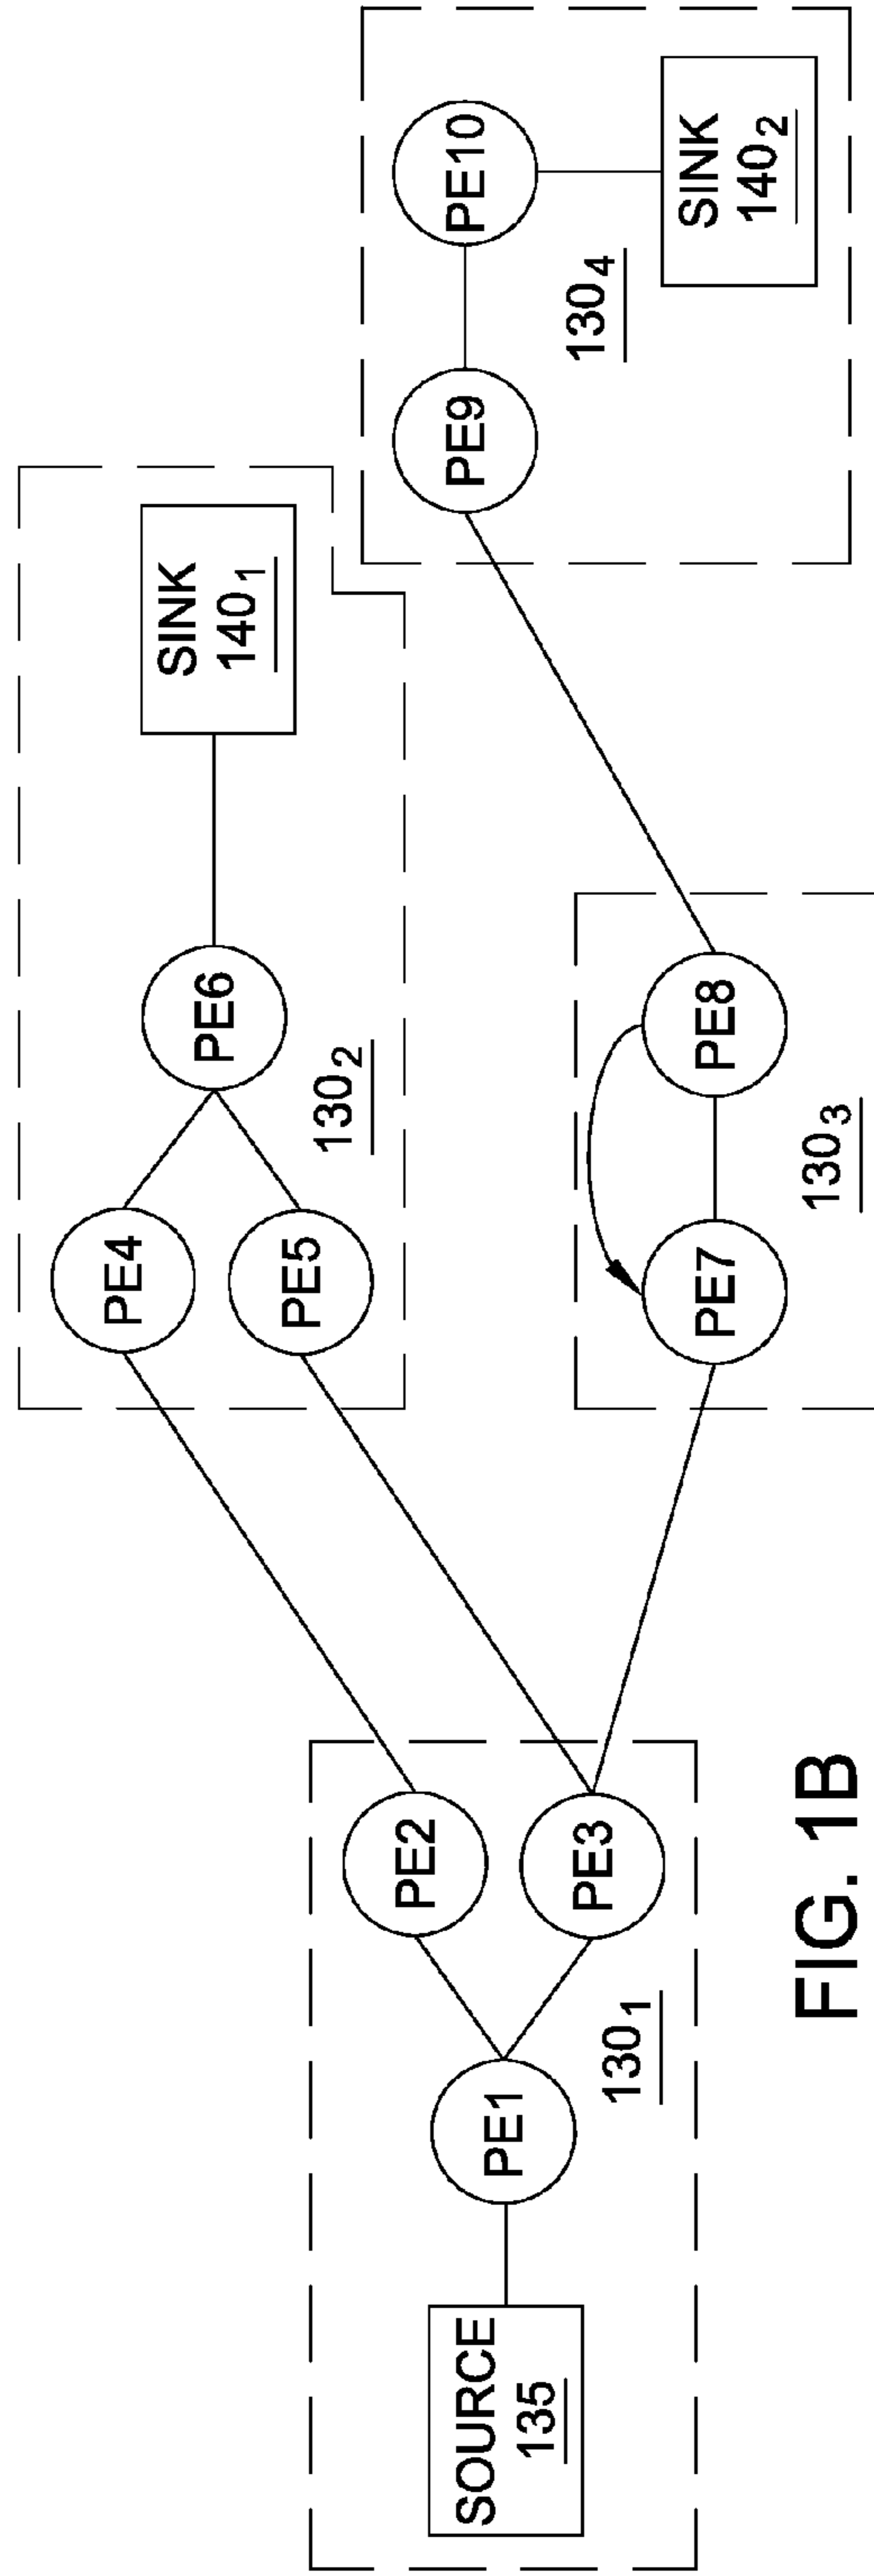 SOURCE
135
PE1
PE2
PE3
130₁
PE4
PE5
PE6
130₂
SINK
140₁
PE7
PE8
130₃
PE9
PE10
130₄
SINK
140₂
FIG. 1B